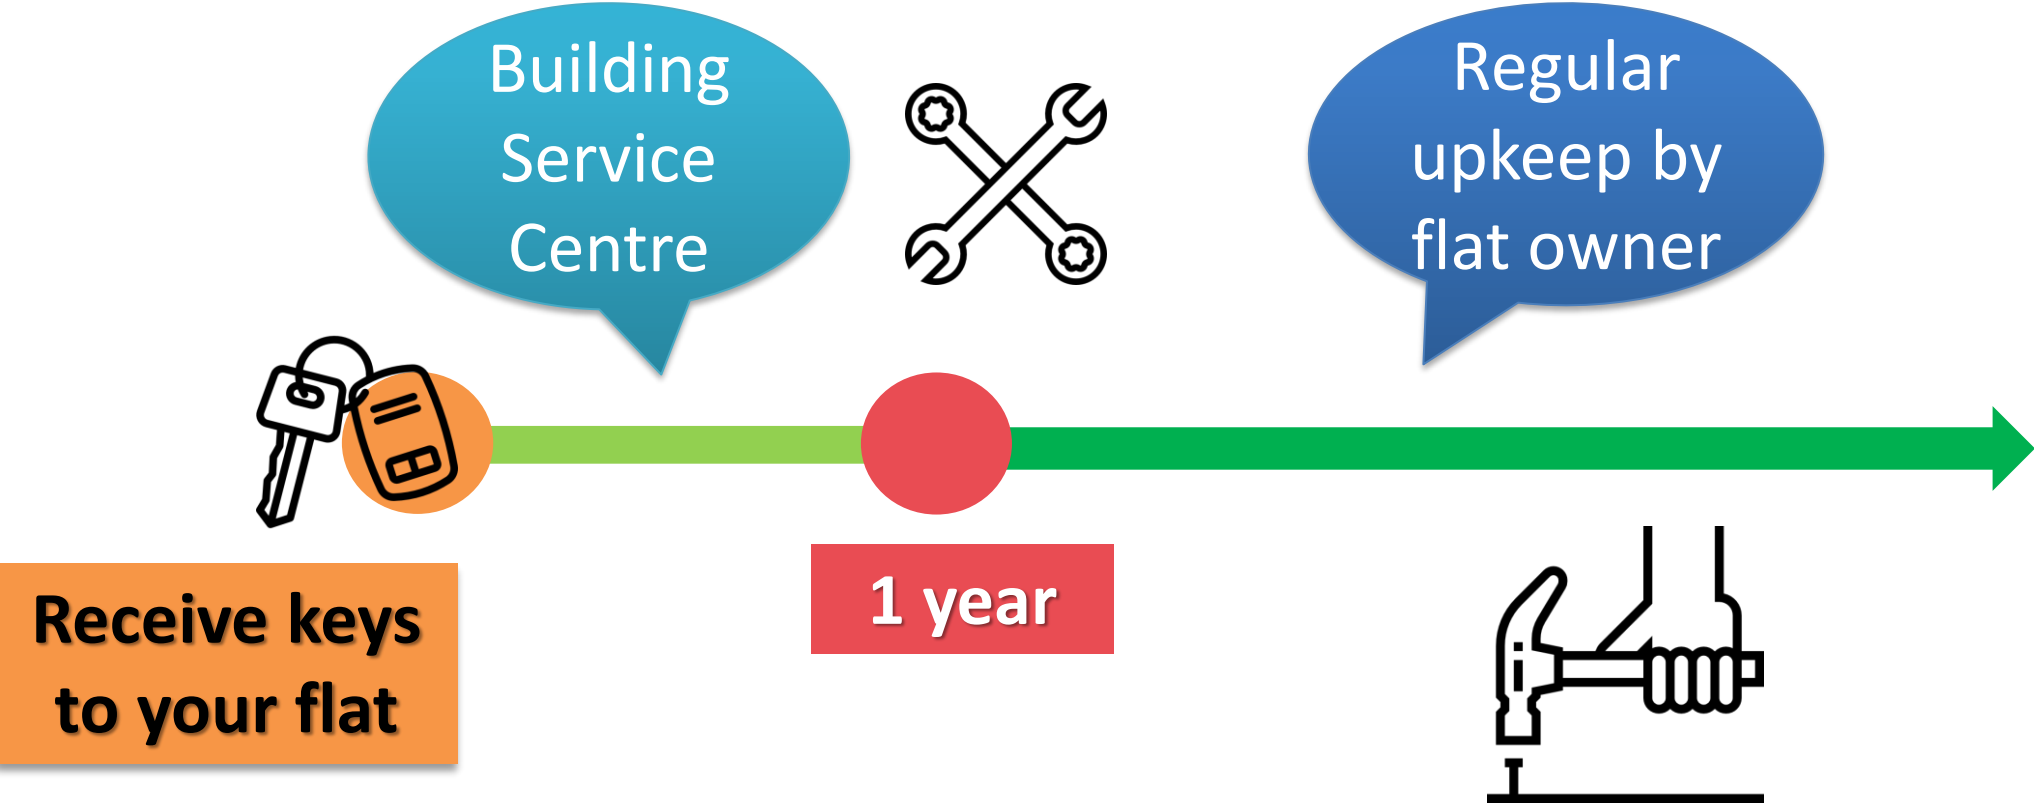 Building
Service
Centre
Regular
upkeep by
flat owner
Receive keys
to your flat
1 year